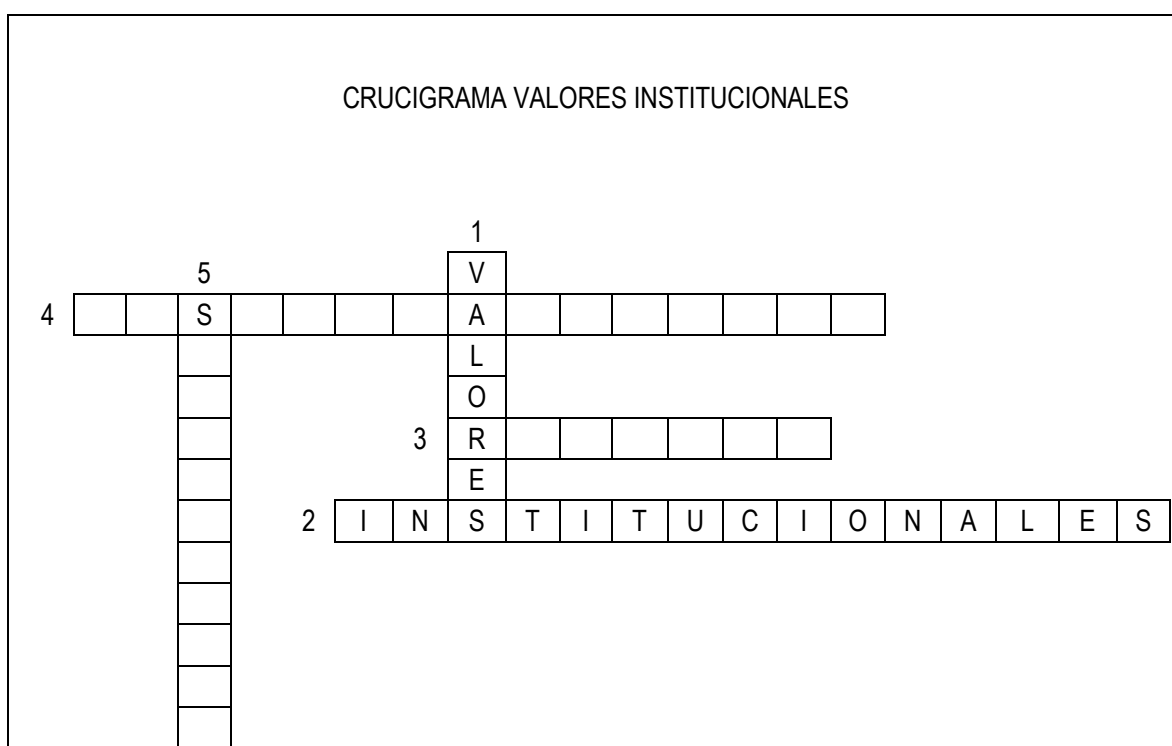 CRUCIGRAMA VALORES INSTITUCIONALES
1
5 V
4 S A
L
O
3 R
E
2 I N S T I T U C I O N A L E S